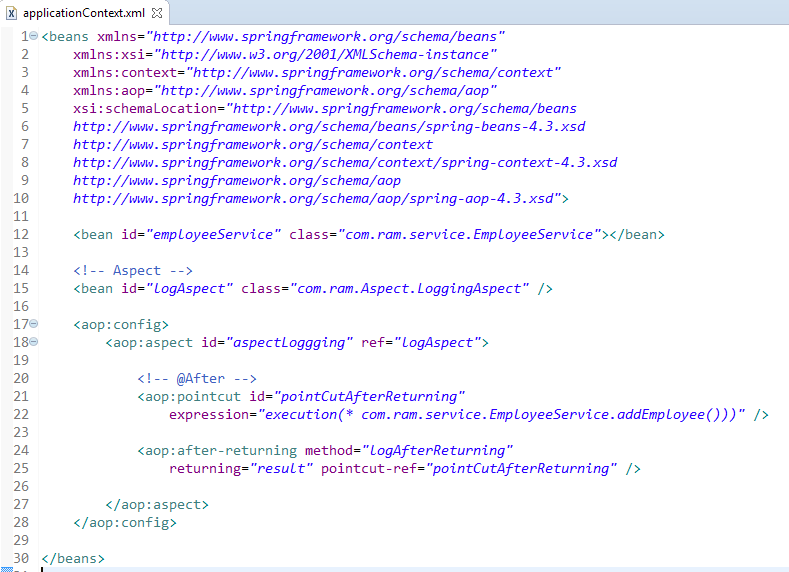 applicationContext.xml
1 <beans xmlns="http://www.springframework.org/schema/beans"
2 xmlns:xsi="http://www.w3.org/2001/XMLSchema-instance"
3 xmlns:context="http://www.springframework.org/schema/context"
4 xmlns:aop="http://www.springframework.org/schema/aop"
5 xsi:schemaLocation="http://www.springframework.org/schema/beans
6 http://www.springframework.org/schema/beans/spring-beans-4.3.xsd
7 http://www.springframework.org/schema/context
8 http://www.springframework.org/schema/context/spring-context-4.3.xsd
9 http://www.springframework.org/schema/aop
10 http://www.springframework.org/schema/aop/spring-aop-4.3.xsd">
11
12 <bean id="employeeService" class="com.ram.service.EmployeeService"></bean>
13
14 <!-- Aspect -->
15 <bean id="logAspect" class="com.ram.Aspect.LoggingAspect" />
16
17 <aop:config>
18 <aop:aspect id="aspectLoggging" ref="logAspect">
19
20 <!-- @After -->
21 <aop:pointcut id="pointCutAfterReturning"
22 expression="execution(* com.ram.service.EmployeeService.addEmployee()))" />
23
24 <aop:after-returning method="logAfterReturning"
25 returning="result" pointcut-ref="pointCutAfterReturning" />
26
27 </aop:aspect>
28 </aop:config>
29
30 </beans>